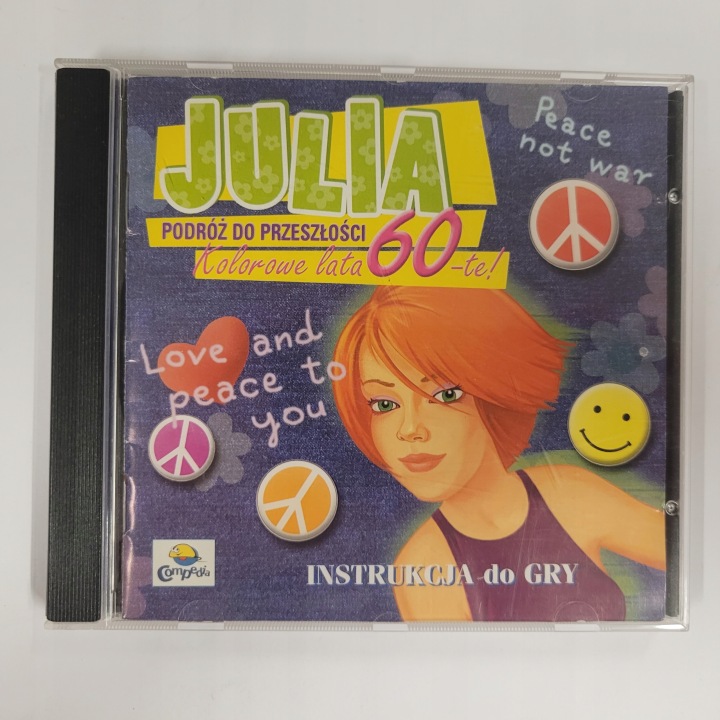 JULIA
PODRÓŻ DO PRZESZŁOŚCI
Kolorowe lata 60-te!
Peace
not war
Love and
peace to
you
Compedia
INSTRUKCJA do GRY